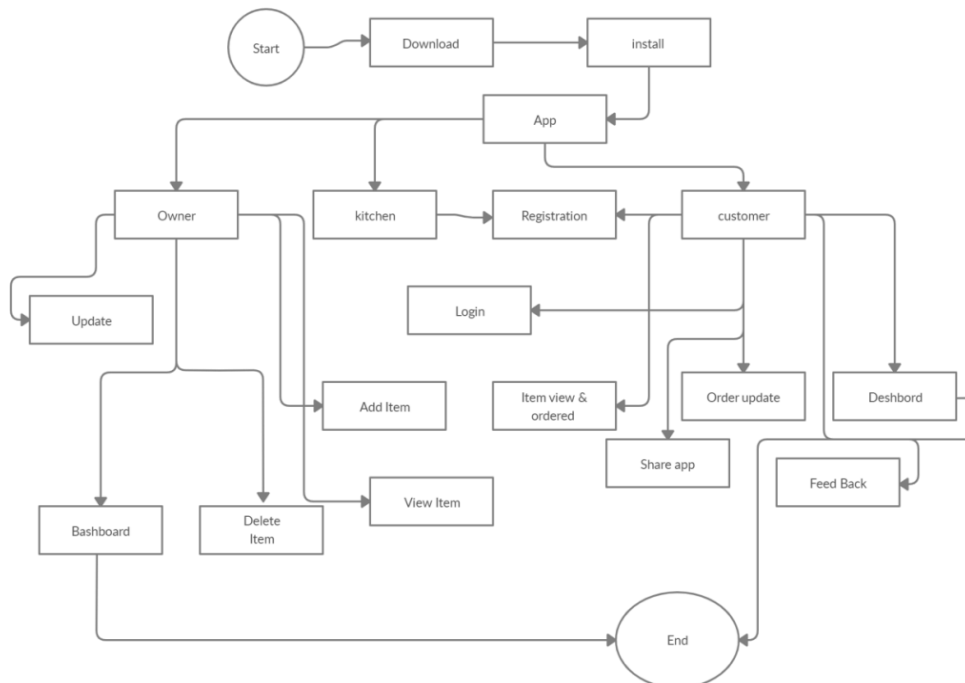 Start
Download
install
App
Owner
kitchen
Registration
customer
Update
Login
Add Item
Item view &
ordered
Order update
Deshbord
Share app
Feed Back
View Item
Bashboard
Delete
Item
End